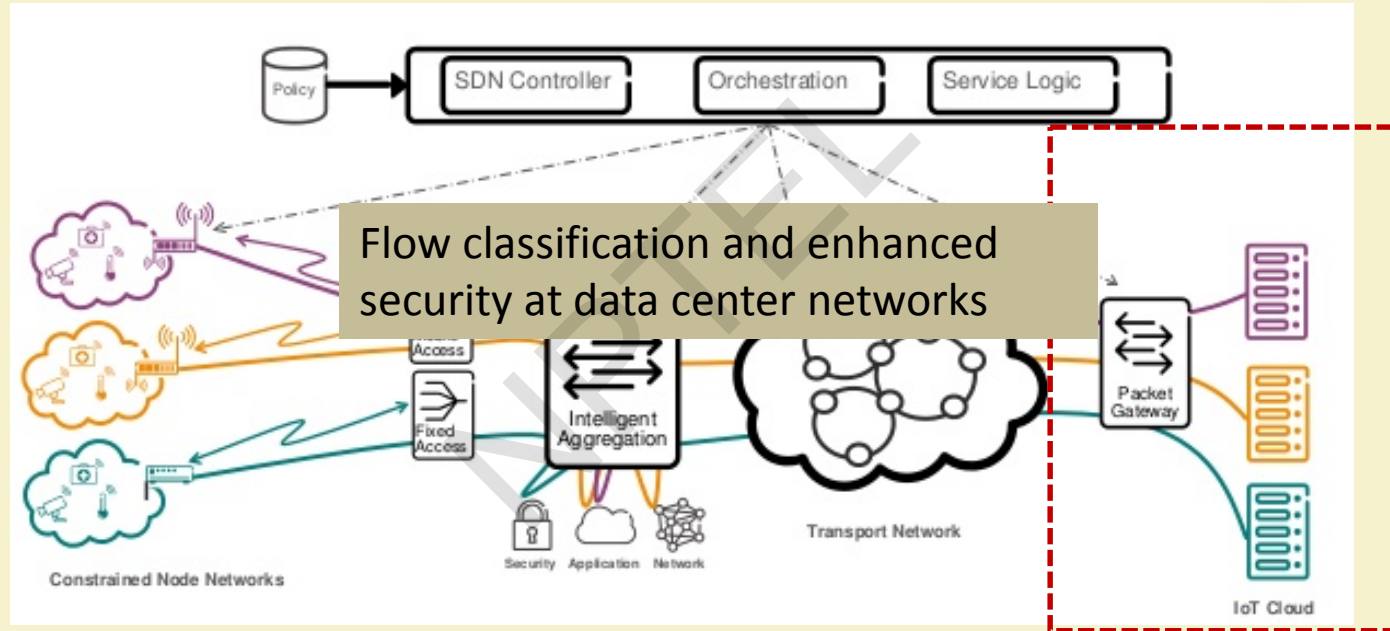 Policy
SDN Controller
Orchestration
Service Logic
Flow classification and enhanced
security at data center networks
NPTEL
Access
Fixed
Access
Intelligent
Aggregation
Packet
Gateway
Security
Application
Network
Transport Network
Constrained Node Networks
IoT Cloud